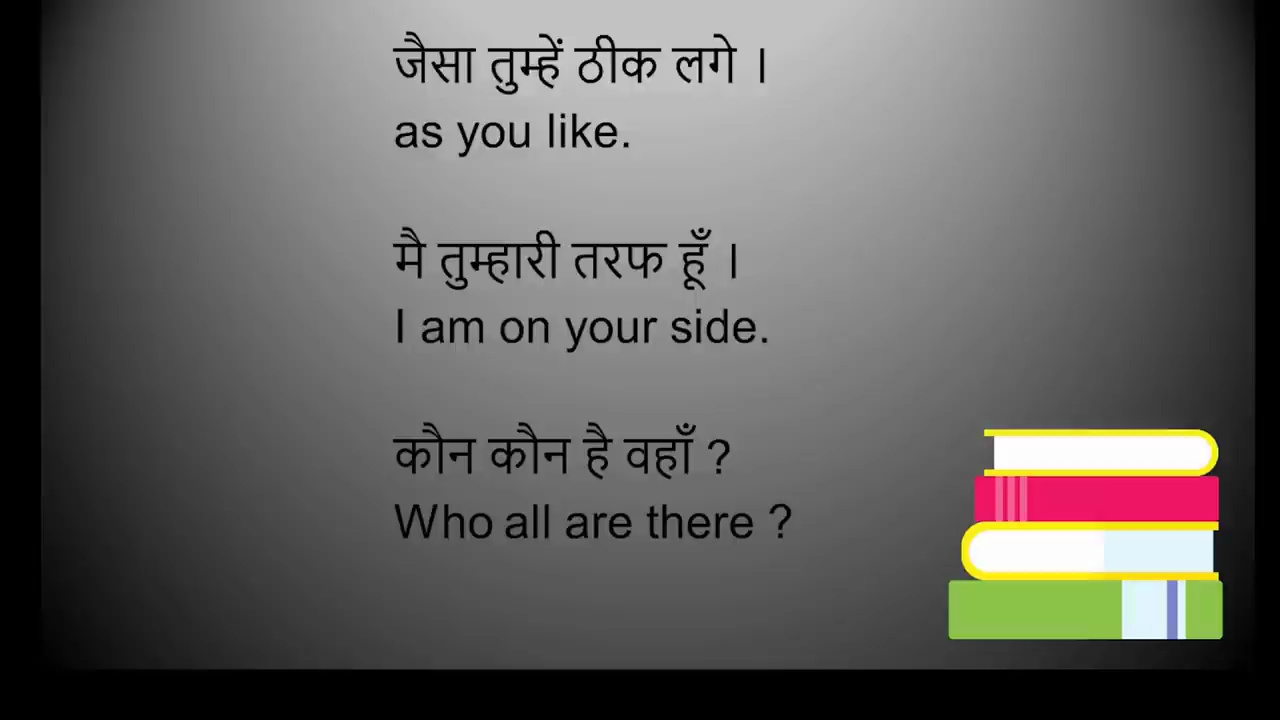 जैसा तुम्हें ठीक लगे ।
as you like.
मै तुम्हारी तरफ हूँ ।
I am on your side.
कौन कौन है वहाँ ?
Who all are there ?